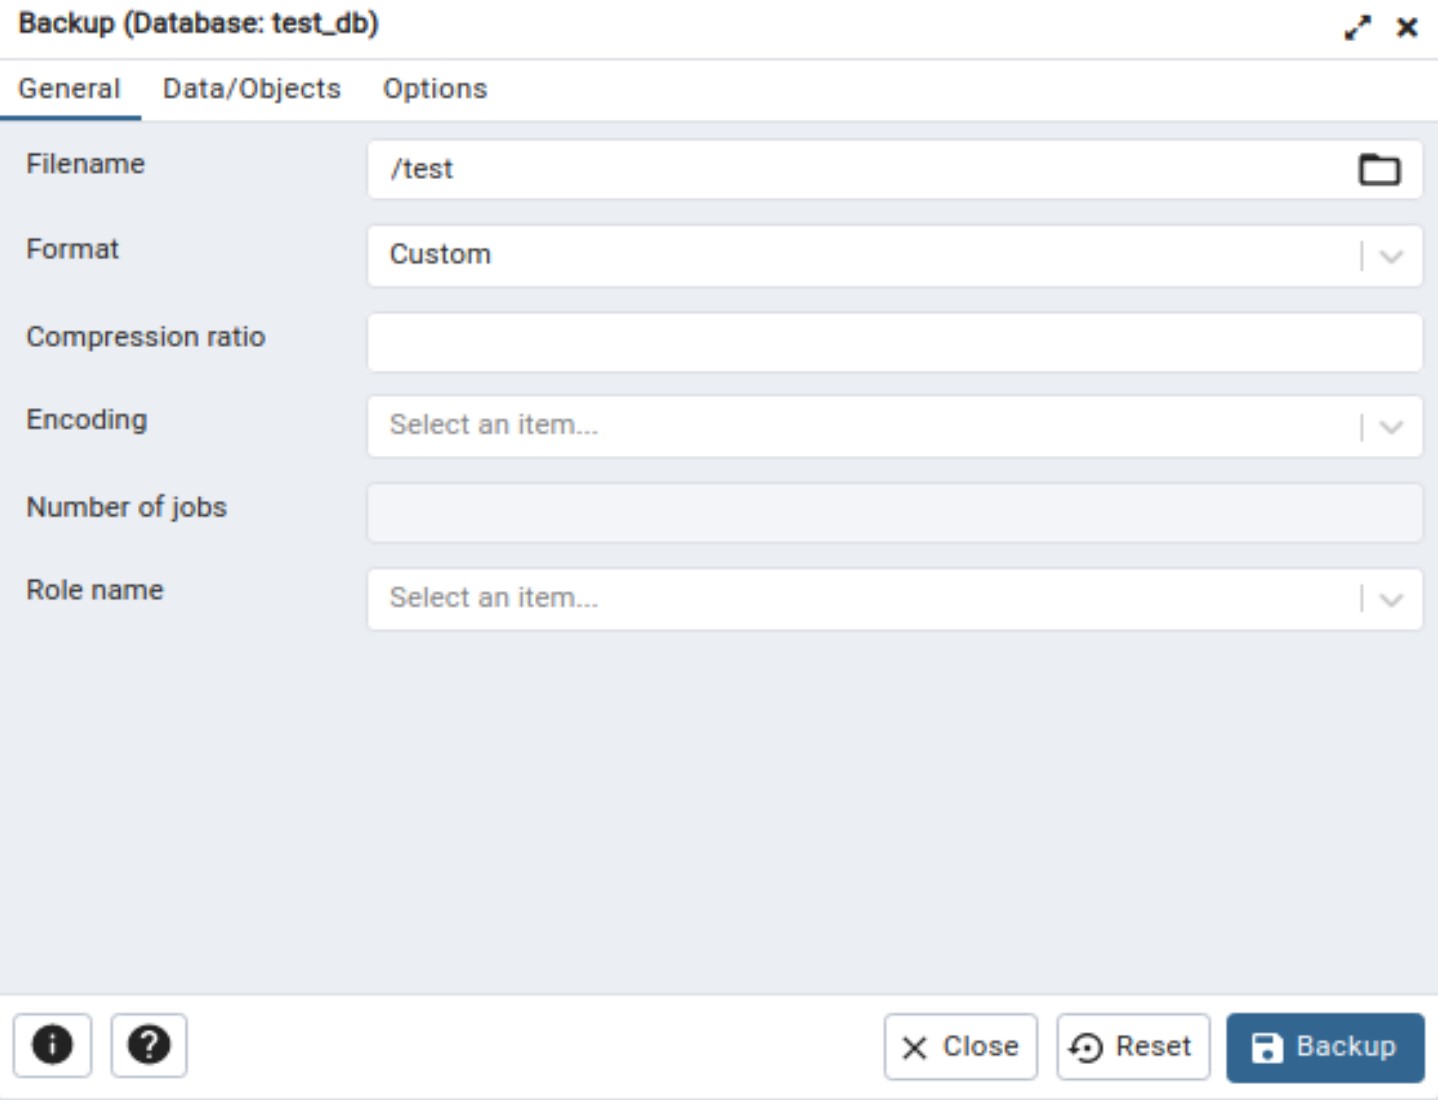 Backup (Database: test_db)
General Data/Objects Options
Filename /test
Format Custom
Compression ratio
Encoding Select an item...
Number of jobs
Role name Select an item...
Close Reset Backup